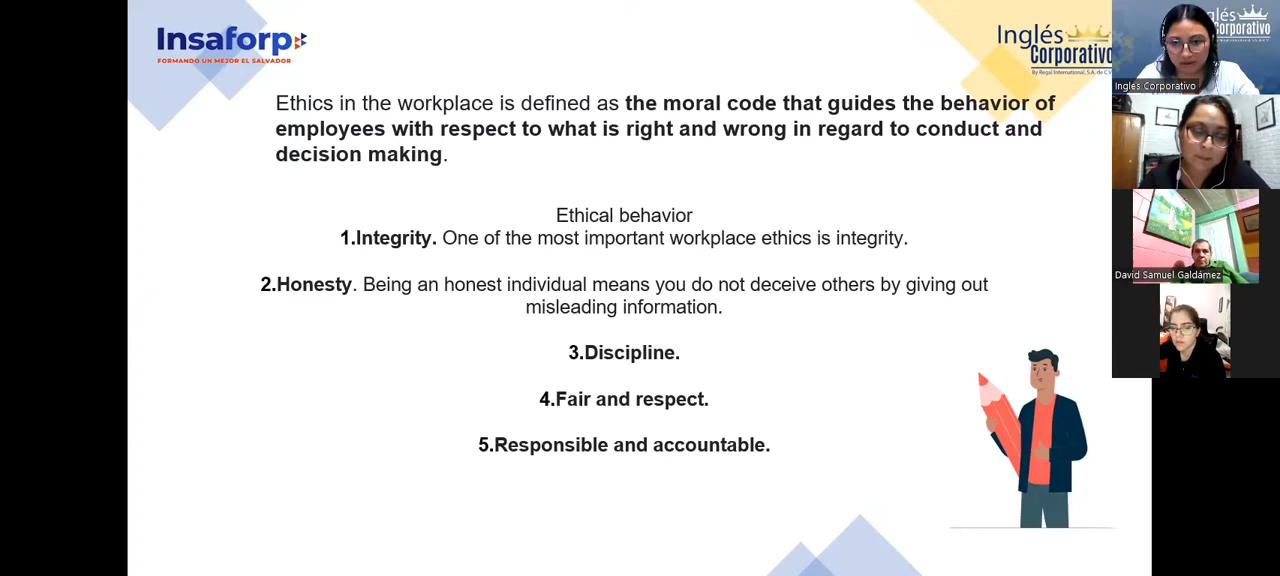 Insaforp
FORMANDO UN MEJOR EL SALVADOR
Inglés
Corporativo
By Regal International, S.A. de C.V
Ethics in the workplace is defined as the moral code that guides the behavior of
employees with respect to what is right and wrong in regard to conduct and
decision making.
Ethical behavior
1.Integrity. One of the most important workplace ethics is integrity.
2.Honesty. Being an honest individual means you do not deceive others by giving out
misleading information.
3.Discipline.
4.Fair and respect.
5.Responsible and accountable.
Inglés Corporativo
David Samuel Galdámez